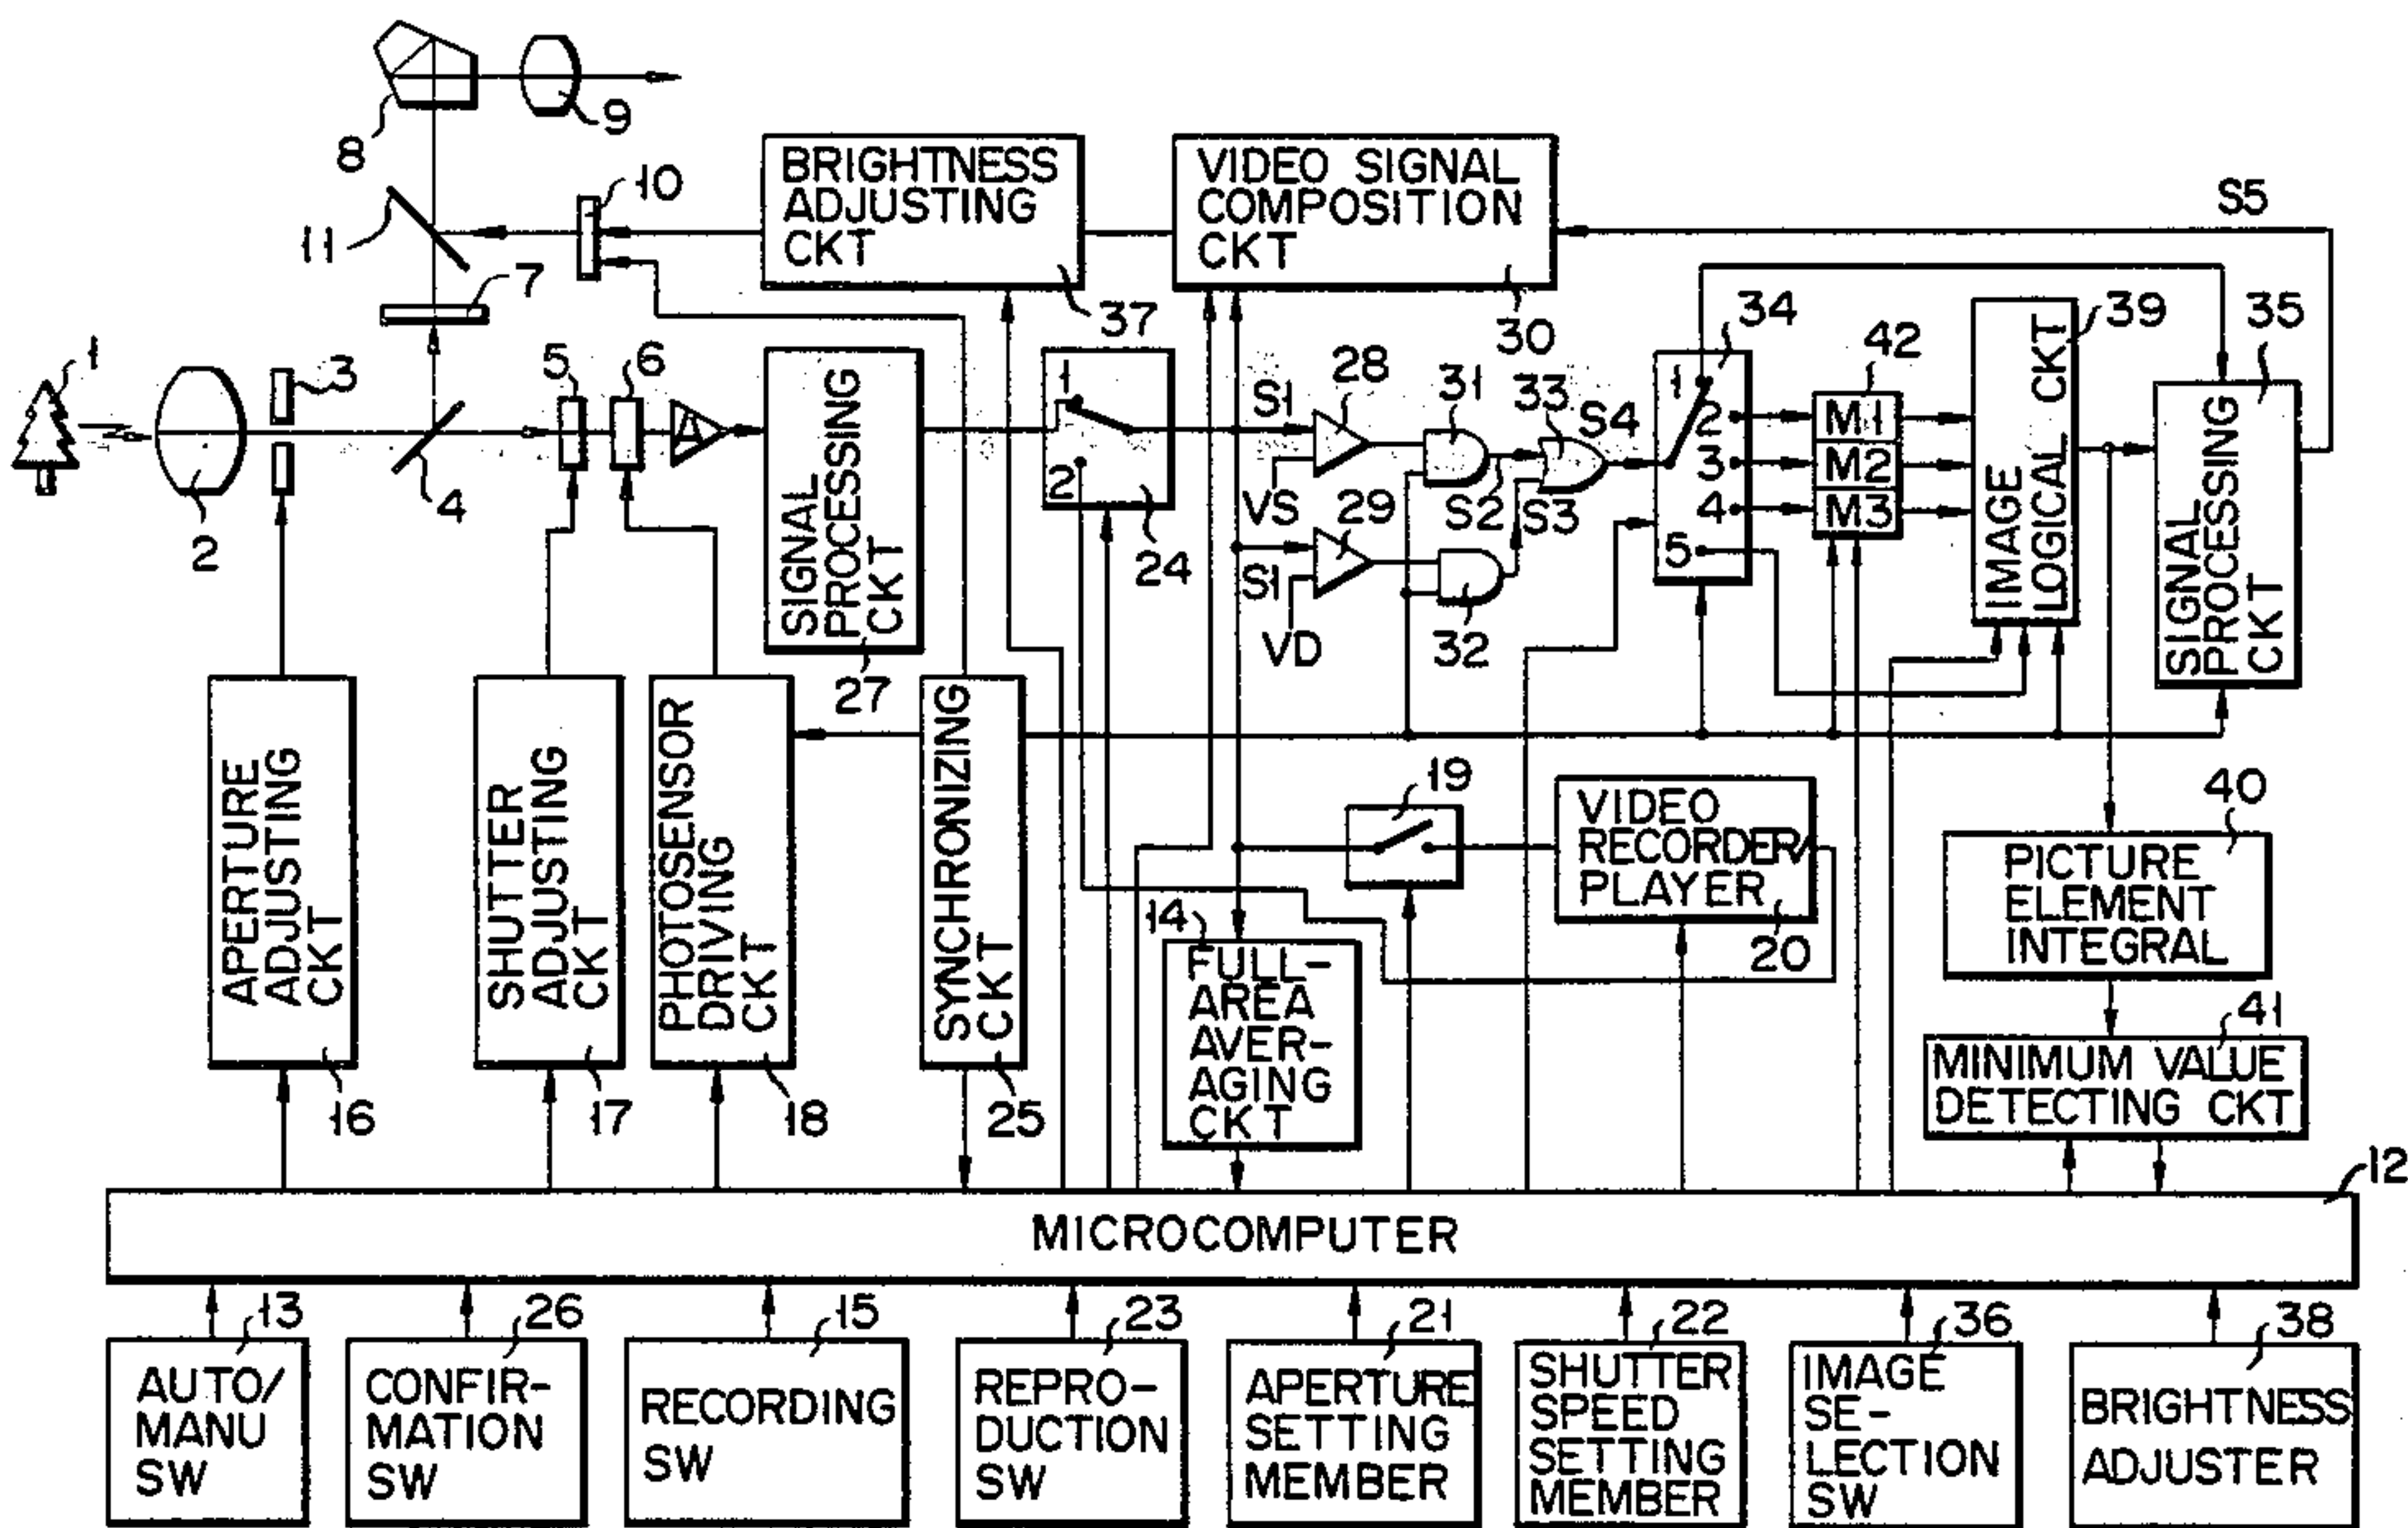 8
9
10
11
7
BRIGHTNESS
ADJUSTING
CKT
37
VIDEO SIGNAL
COMPOSITION
CKT
30
S5
1
2
3
4
5
6
A
SIGNAL
PROCESSING
CKT
27
1
2
24
S1
VS
28
S1
VD
29
31
S2
32
S3
33
S4
34
1
2
3
4
5
42
M1
M2
M3
IMAGE
LOGICAL CKT
39
SIGNAL
PROCESSING
CKT
35
APERTURE
ADJUSTING
CKT
16
SHUTTER
ADJUSTING
CKT
17
PHOTOSENSOR
DRIVING
CKT
18
SYNCHRONIZING
CKT
25
14
FULL-
AREA
AVER-
AGING
CKT
19
VIDEO
RECORDER/
PLAYER
20
40
PICTURE
ELEMENT
INTEGRAL
41
MINIMUM VALUE
DETECTING CKT
12
MICROCOMPUTER
13
AUTO/
MANU
SW
26
CONFIR-
MATION
SW
15
RECORDING
SW
23
REPRO-
DUCTION
SW
21
APERTURE
SETTING
MEMBER
22
SHUTTER
SPEED
SETTING
MEMBER
36
IMAGE
SE-
LECTION
SW
38
BRIGHTNESS
ADJUSTER